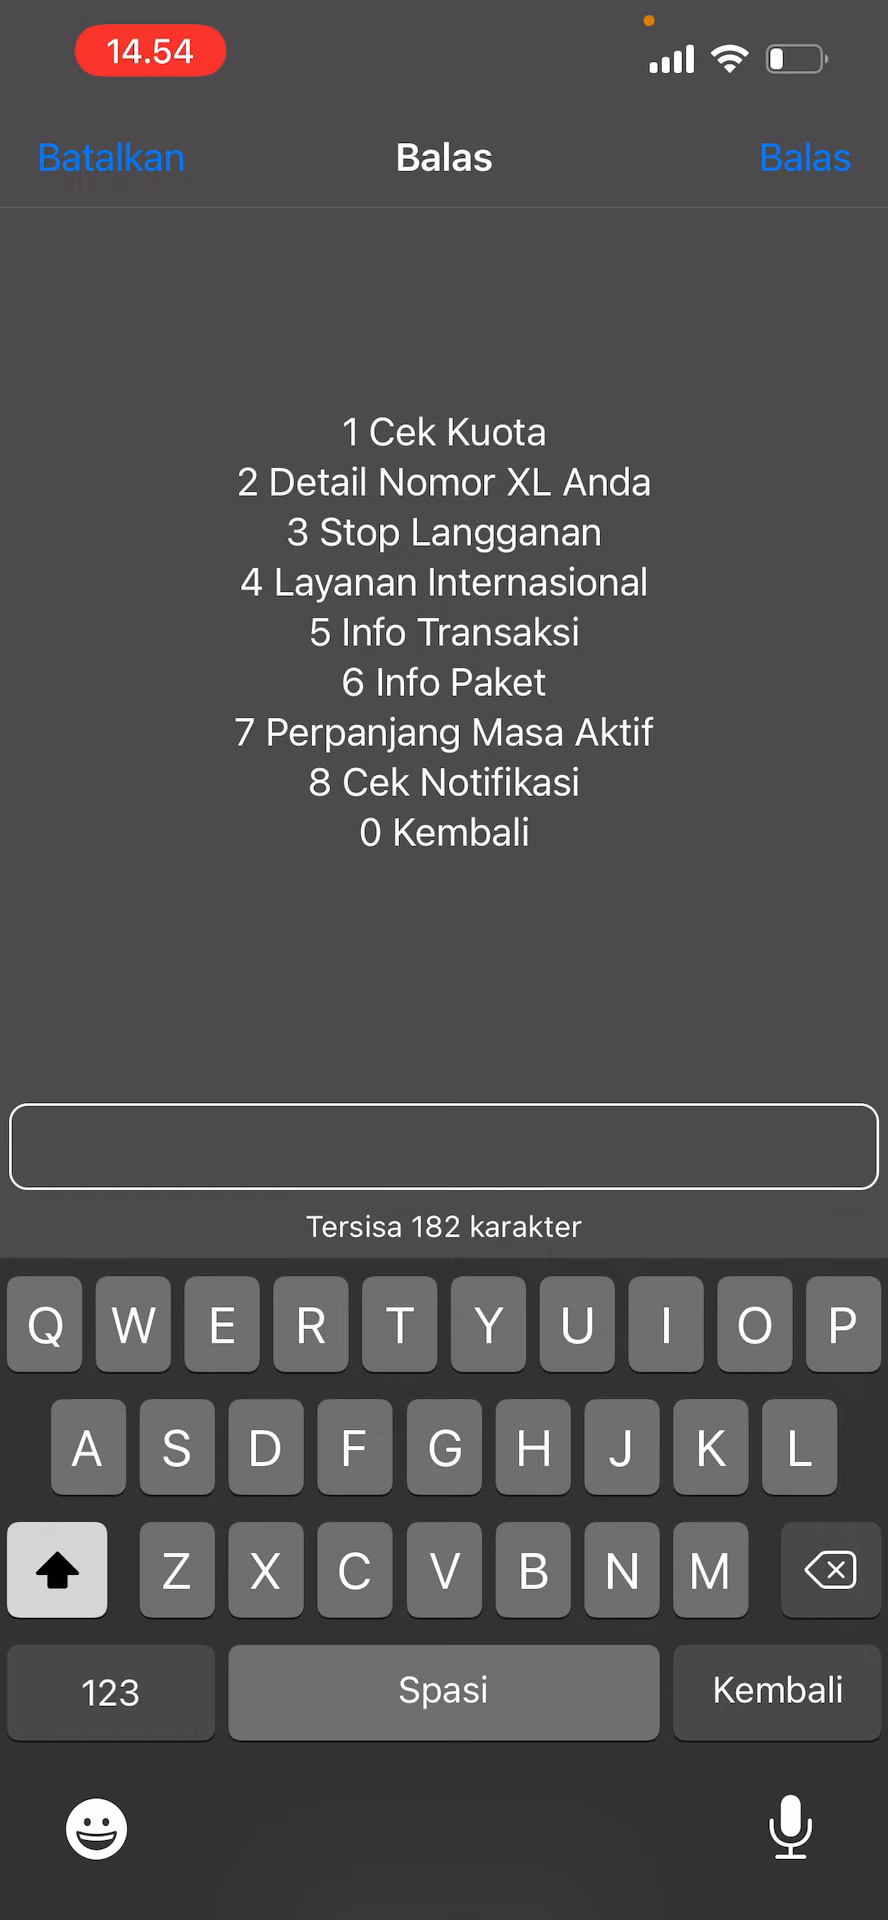 14.54
Batalkan Balas Balas
1 Cek Kuota
2 Detail Nomor XL Anda
3 Stop Langganan
4 Layanan Internasional
5 Info Transaksi
6 Info Paket
7 Perpanjang Masa Aktif
8 Cek Notifikasi
0 Kembali
Tersisa 182 karakter
Q W E R T Y U I O P
A S D F G H J K L
Z X C V B N M
123 Spasi Kembali